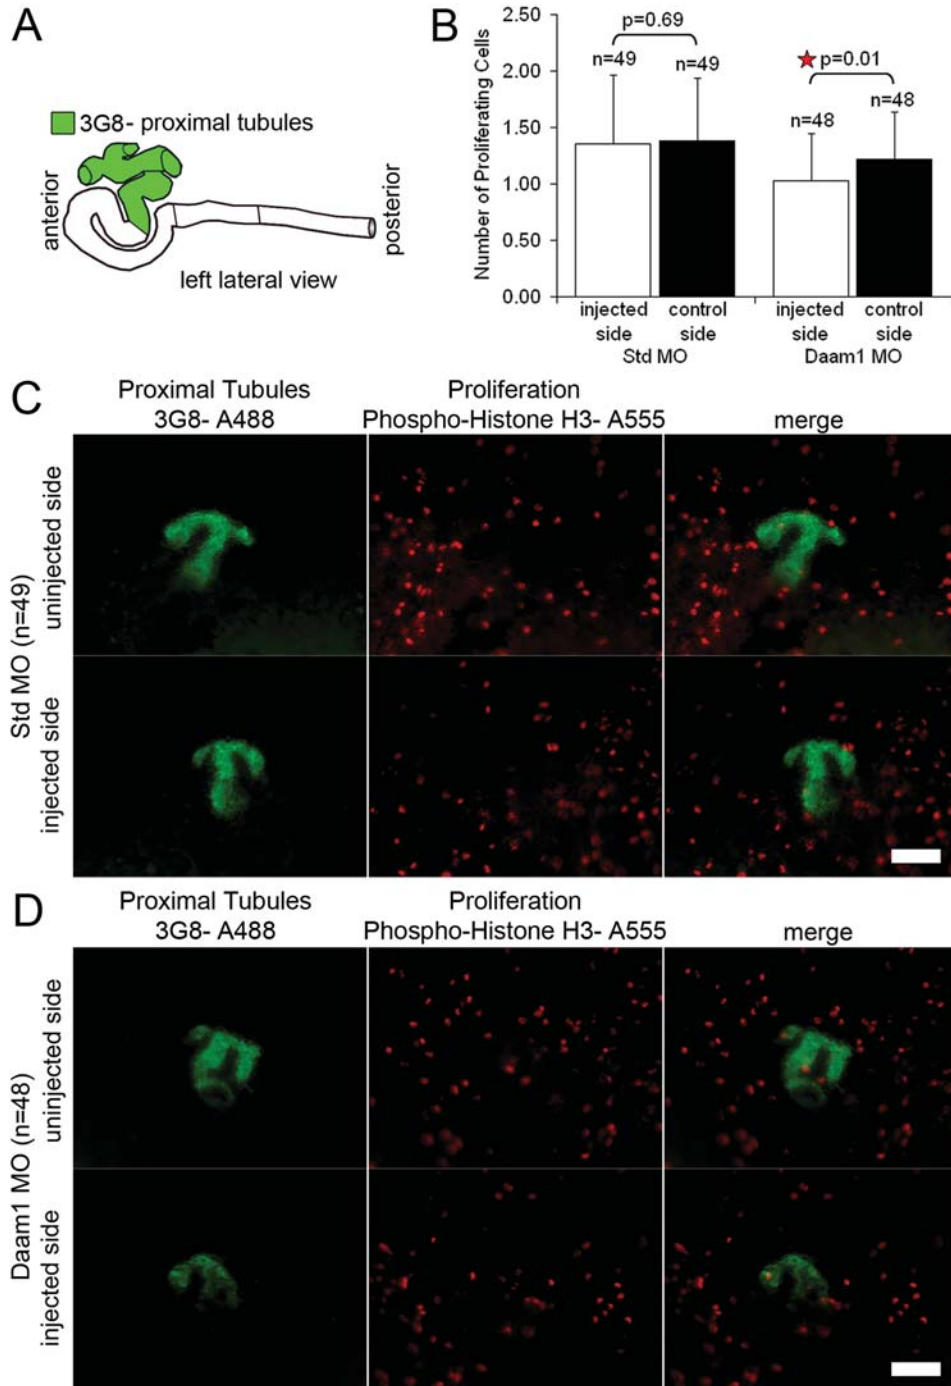 A
3G8- proximal tubules
anterior
posterior
left lateral view
B
Number of Proliferating Cells
2.50
2.00
1.50
1.00
0.50
0.00
p=0.69
n=49
n=49
p=0.01
n=48
n=48
injected side
control side
injected side
control side
Std MO
Daam1 MO
C
Proximal Tubules
3G8- A488
Proliferation
Phospho-Histone H3- A555
merge
Std MO (n=49)
uninjected side
injected side
D
Proximal Tubules
3G8- A488
Proliferation
Phospho-Histone H3- A555
merge
Daam1 MO (n=48)
uninjected side
injected side